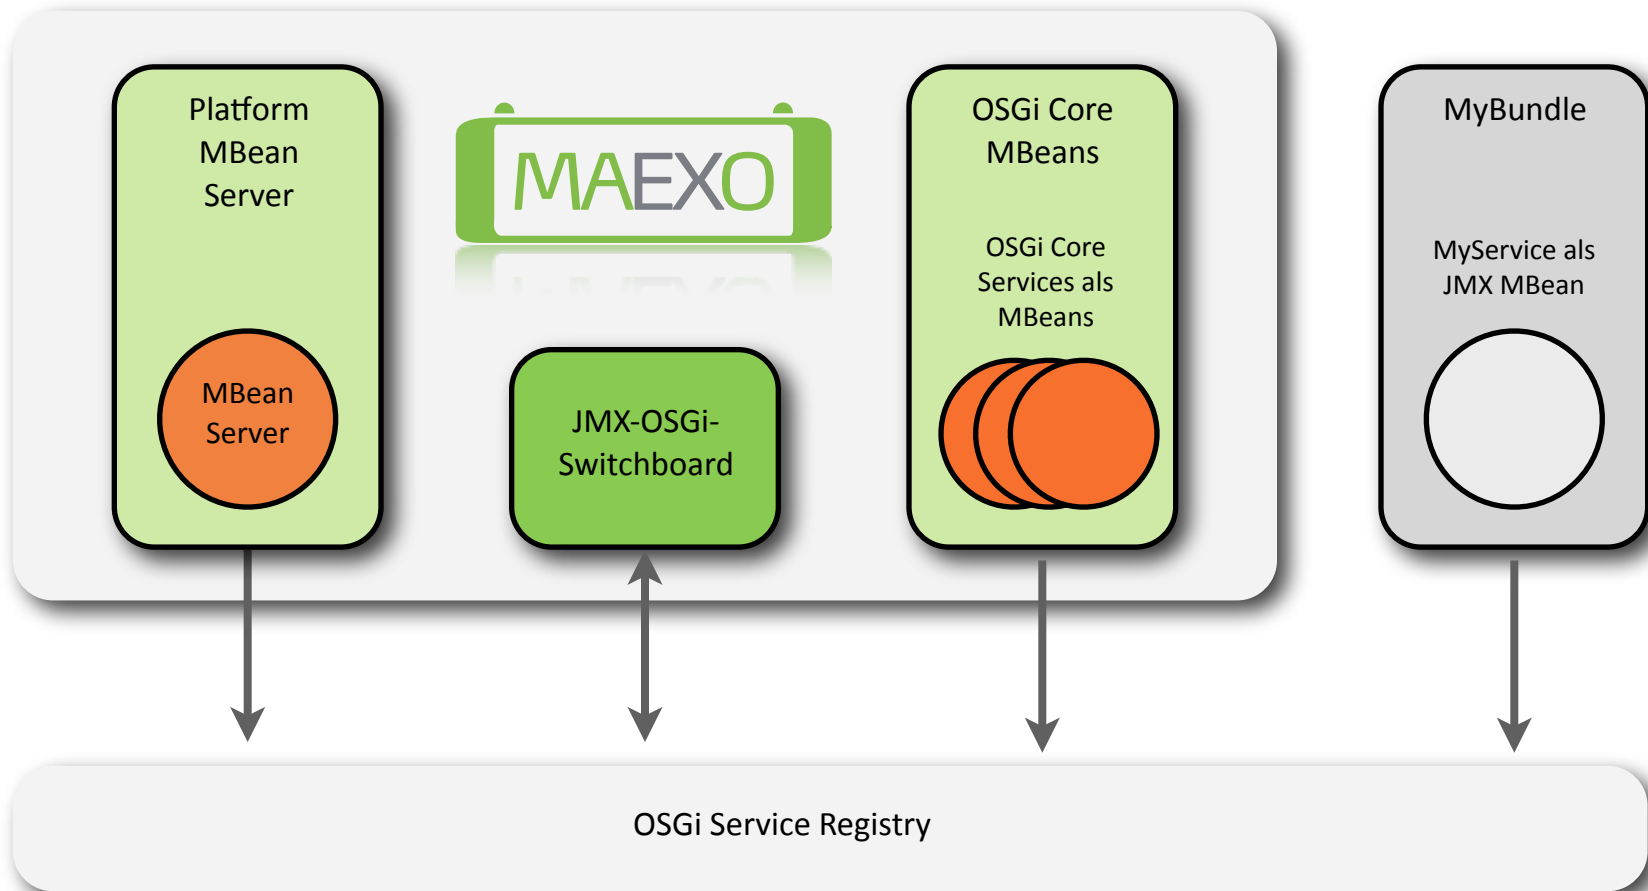 Platform
MBean
Server
MBean
Server
MAEXO
JMX-OSGi-
Switchboard
OSGi Core
MBeans
OSGi Core
Services als
MBeans
MyBundle
MyService als
JMX MBean
OSGi Service Registry